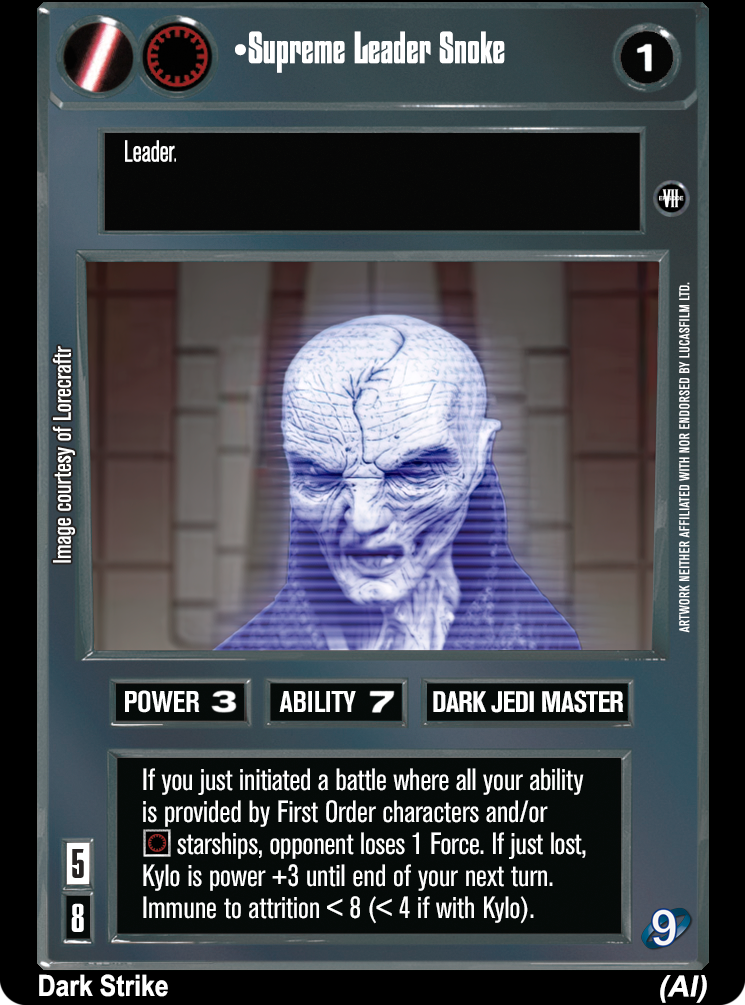 •Supreme Leader Snoke
1
Leader.
EPISODE
VII
Image courtesy of Lorecraftr
ARTWORK NEITHER AFFILIATED WITH NOR ENDORSED BY LUCASFILM LTD.
POWER 3
ABILITY 7
DARK JEDI MASTER
If you just initiated a battle where all your ability
is provided by First Order characters and/or
starships, opponent loses 1 Force. If just lost,
Kylo is power +3 until end of your next turn.
Immune to attrition < 8 (< 4 if with Kylo).
5
8
9
Dark Strike
(AI)